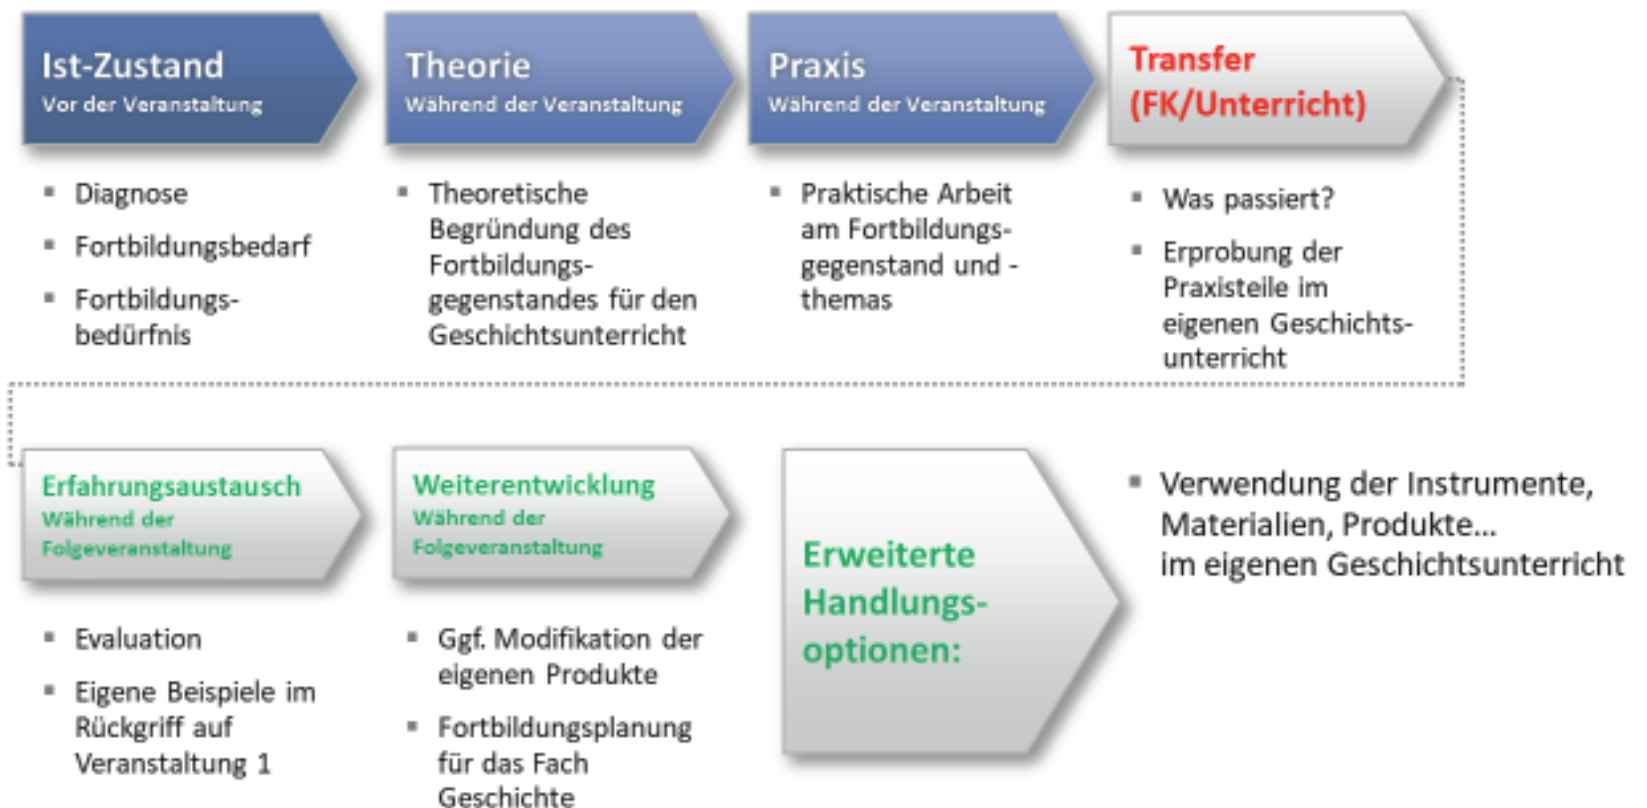 Ist-Zustand
Vor der Veranstaltung
Diagnose
Fortbildungsbedarf
Fortbildungs-
bedürfnis
Theorie
Während der Veranstaltung
Theoretische
Begründung des
Fortbildungs-
gegenstandes für den
Geschichtsunterricht
Praxis
Während der Veranstaltung
Praktische Arbeit
am Fortbildungs-
gegenstand und -
themas
Transfer
(FK/Unterricht)
Was passiert?
Erprobung der
Praxisteile im
eigenen Geschichts-
unterricht
Erfahrungsaustausch
Während der
Folgeveranstaltung
Evaluation
Eigene Beispiele im
Rückgriff auf
Veranstaltung 1
Weiterentwicklung
Während der
Folgeveranstaltung
Ggf. Modifikation der
eigenen Produkte
Fortbildungsplanung
für das Fach
Geschichte
Erweiterte
Handlungs-
optionen:
Verwendung der Instrumente,
Materialien, Produkte...
im eigenen Geschichtsunterricht